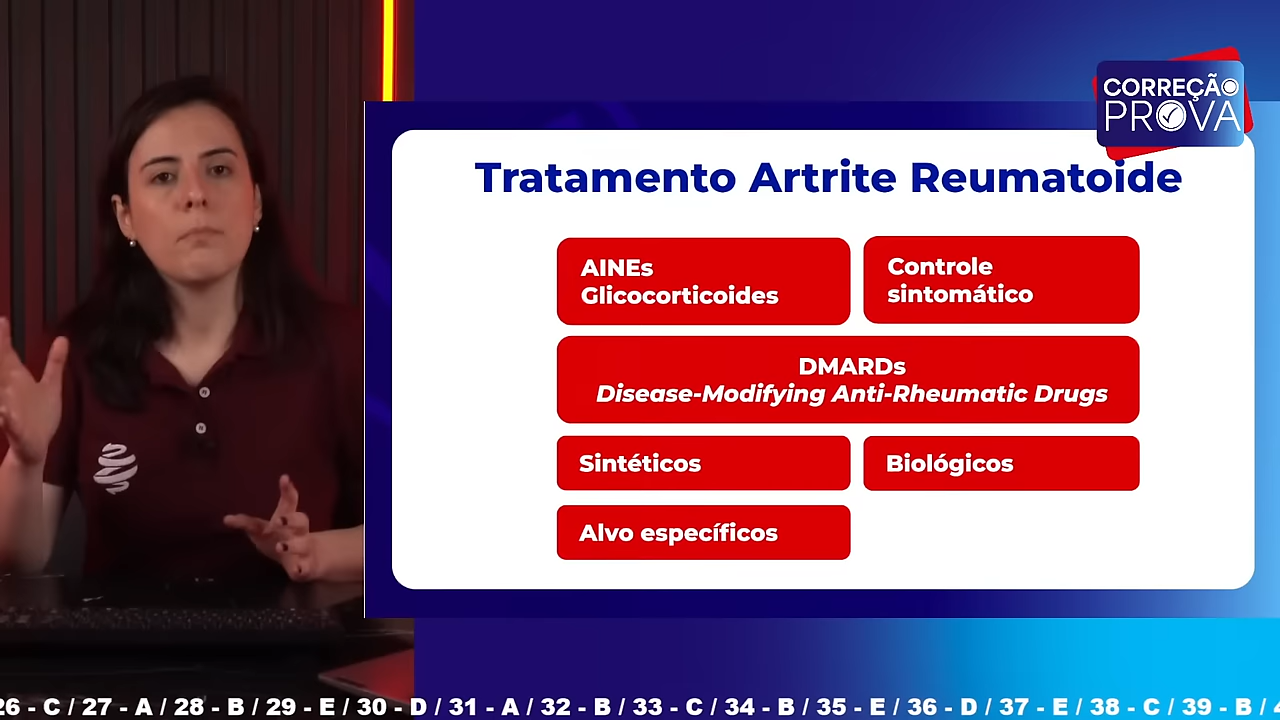 CORREÇÃO
PROVA
Tratamento Artrite Reumatoide
AINEs
Glicocorticoides
Controle
sintomático
DMARDs
Disease-Modifying Anti-Rheumatic Drugs
Sintéticos
Biológicos
Alvo específicos
26 - C / 27 - A / 28 - B / 29 - E / 30 - D / 31 - A / 32 - B / 33 - C / 34 - B / 35 - E / 36 - D / 37 - E / 38 - C / 39 - B /